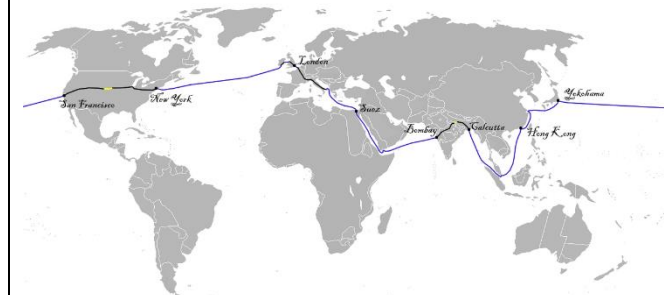 London
San Francisco
New York
Suez
Bombay
Calcutta
Yokohama
Hong Kong